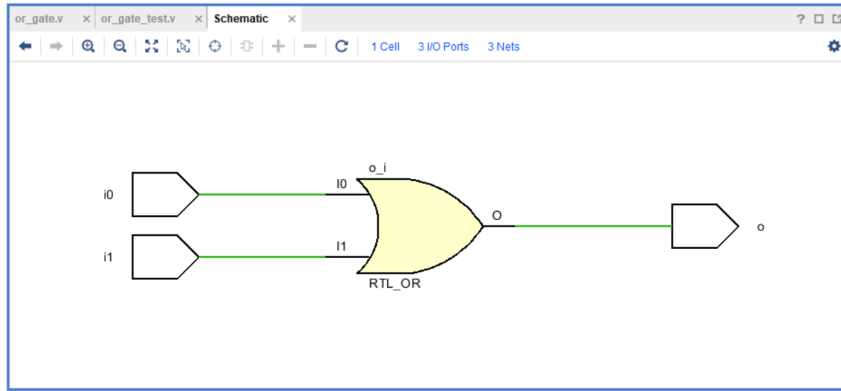 or_gate.v × or_gate_test.v × Schematic × ?
1 Cell 3 I/O Ports 3 Nets
o_i
i0 I0
O o
i1 I1
RTL_OR